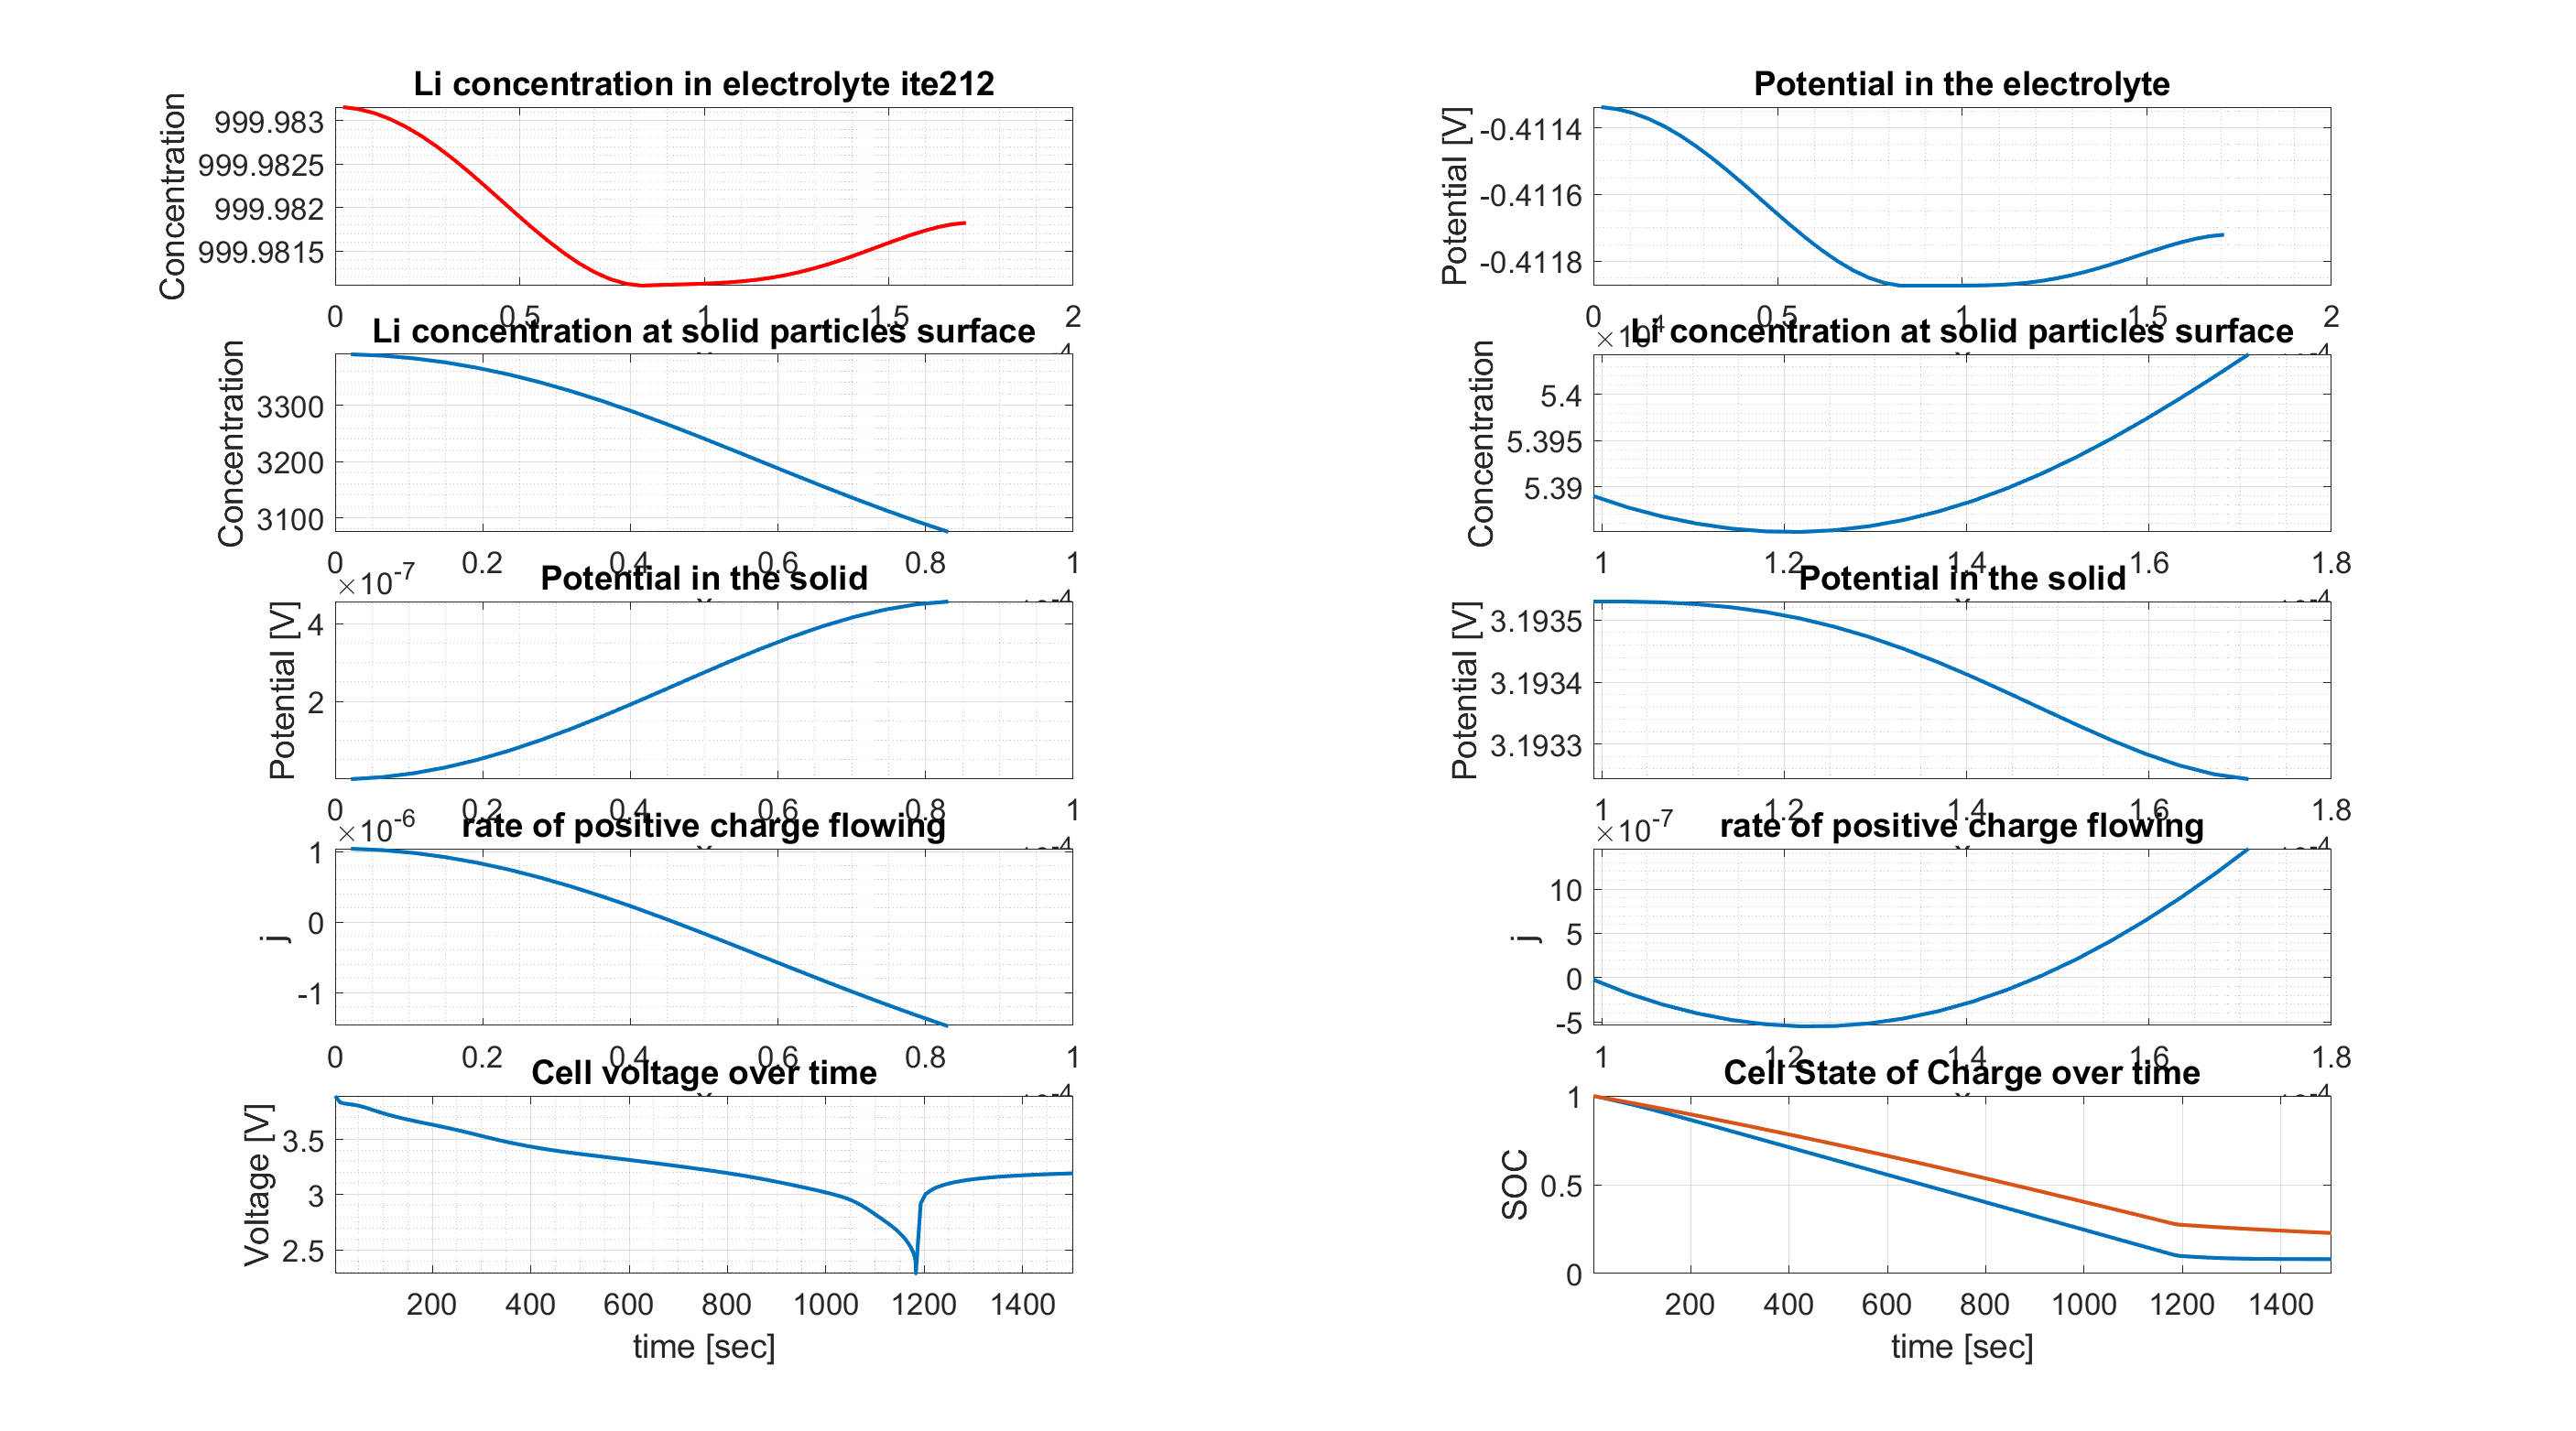 Li concentration in electrolyte ite212
Concentration
999.983
999.9825
999.982
999.9815
0 0.5 1 1.5 2
Potential in the electrolyte
Potential [V]
-0.4114
-0.4116
-0.4118
0 0.5 1 1.5 2
Li concentration at solid particles surface
Concentration
3300
3200
3100
0 0.2 0.4 0.6 0.8 1
Li concentration at solid particles surface
Concentration
5.4
5.395
5.39
1 1.2 1.4 1.6 1.8
Potential in the solid
×10-7
Potential [V]
4
2
0 0.2 0.4 0.6 0.8 1
Potential in the solid
Potential [V]
3.1935
3.1934
3.1933
1 1.2 1.4 1.6 1.8
rate of positive charge flowing
×10-6
j
1
0
-1
0 0.2 0.4 0.6 0.8 1
rate of positive charge flowing
×10-7
j
10
5
0
-5
1 1.2 1.4 1.6 1.8
Cell voltage over time
Voltage [V]
3.5
3
2.5
200 400 600 800 1000 1200 1400
time [sec]
Cell State of Charge over time
SOC
1
0.5
0
200 400 600 800 1000 1200 1400
time [sec]